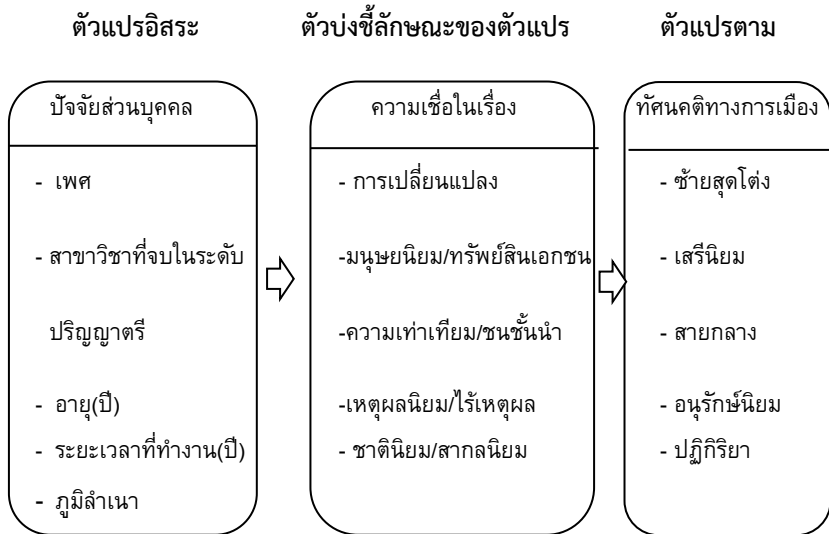 ตัวแปรอิสระ
ตัวบ่งชี้ลักษณะของตัวแปร
ตัวแปรตาม
ปัจจัยส่วนบุคคล
- เพศ
- สาขาวิชาที่จบในระดับ
ปริญญาตรี
- อายุ(ปี)
- ระยะเวลาที่ทำงาน(ปี)
- ภูมิลำเนา
ความเชื่อในเรื่อง
- การเปลี่ยนแปลง
-มนุษยนิยม/ทรัพย์สินเอกชน
-ความเท่าเทียม/ชนชั้นนำ
-เหตุผลนิยม/ไร้เหตุผล
- ชาตินิยม/สากลนิยม
ทัศนคติทางการเมือง
- ซ้ายสุดโต่ง
- เสรีนิยม
- สายกลาง
- อนุรักษ์นิยม
- ปฏิกิริยา